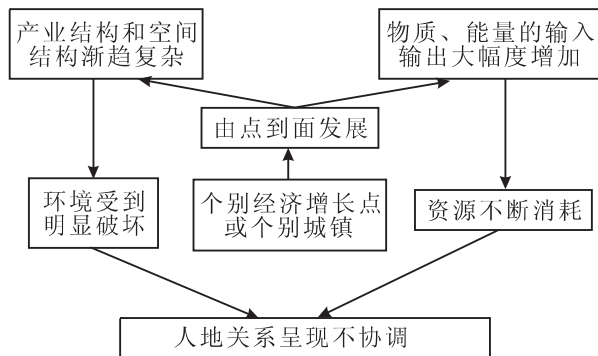 产业结构和空间
结构渐趋复杂
物质、能量的输入
输出大幅度增加
由点到面发展
环境受到
明显破坏
个别经济增长点
或个别城镇
资源不断消耗
人地关系呈现不协调